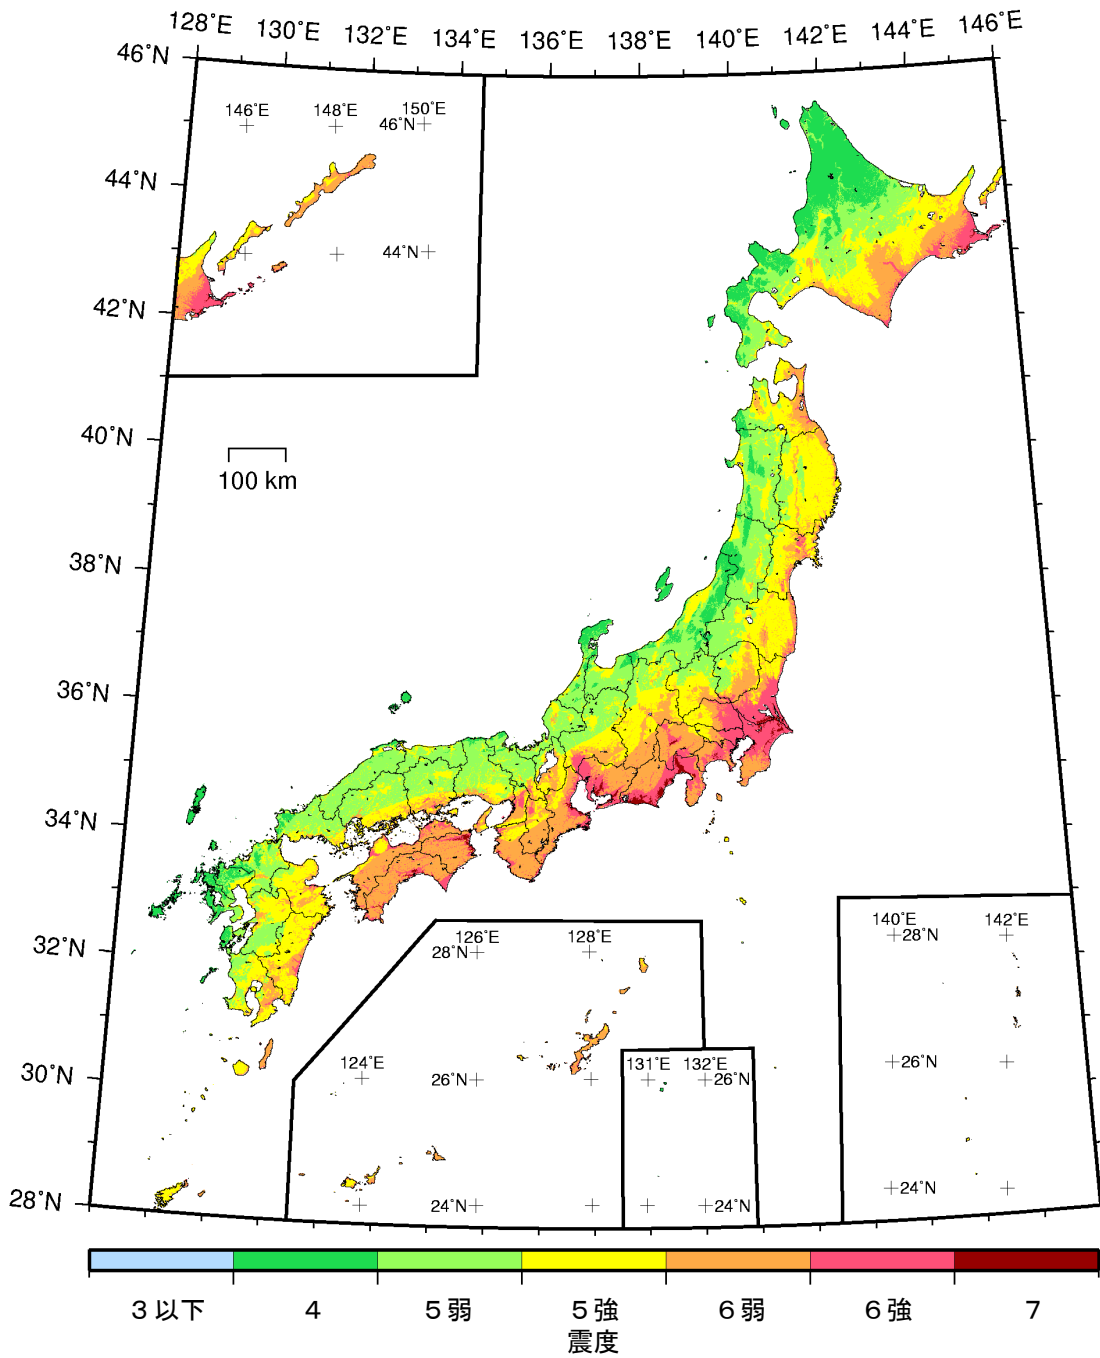 128°E 130°E 132°E 134°E 136°E 138°E 140°E 142°E 144°E 146°E
46°N
146°E 148°E 150°E
46°N
44°N
44°N
42°N
40°N
100 km
38°N
36°N
34°N
32°N
126°E 128°E
28°N
140°E 142°E
28°N
30°N
124°E
26°N
131°E 132°E
26°N
26°N
28°N
24°N
24°N
24°N
3以下 4 5弱 5強 6弱 6強 7
震度